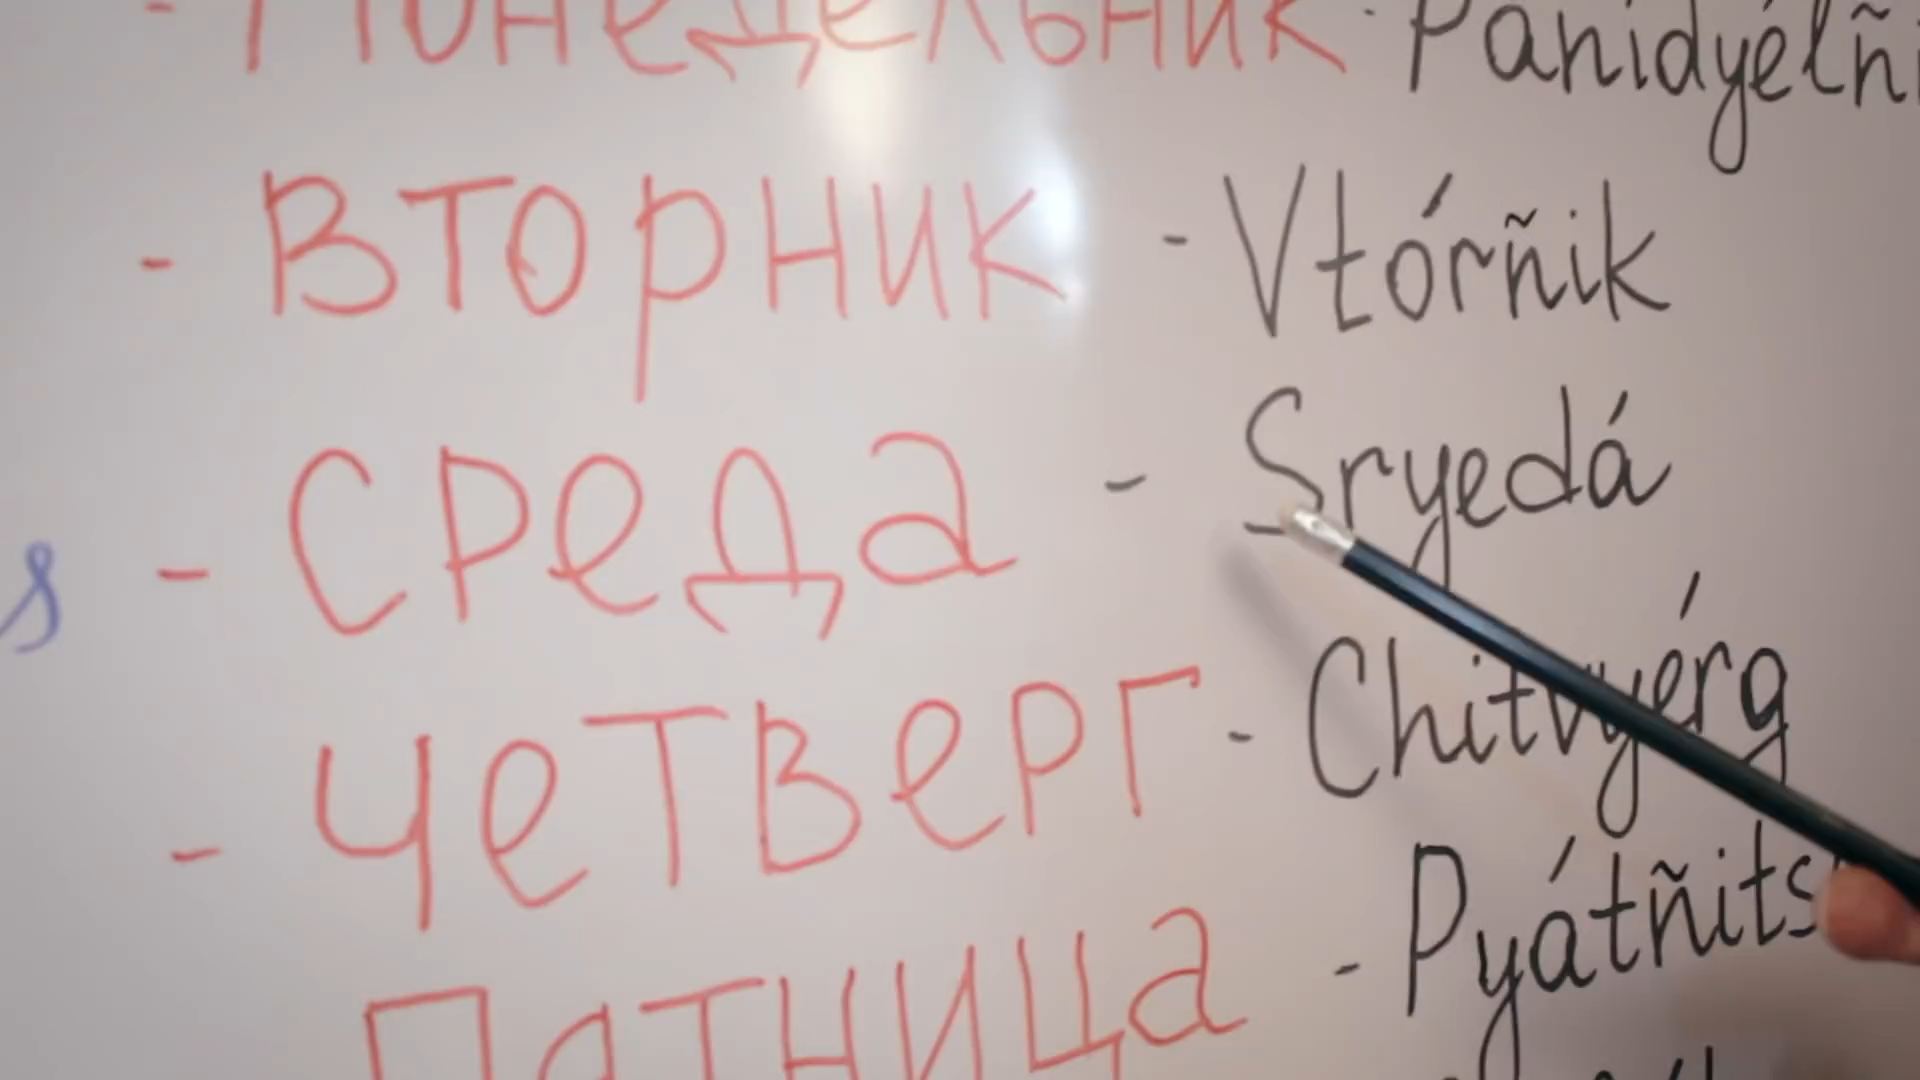 - Понедельник - Panidyélñi
- Вторник - Vtórñik
s - Среда - Sryedá
- Четверг - Chitvyérg
Пятница - Pyátñits